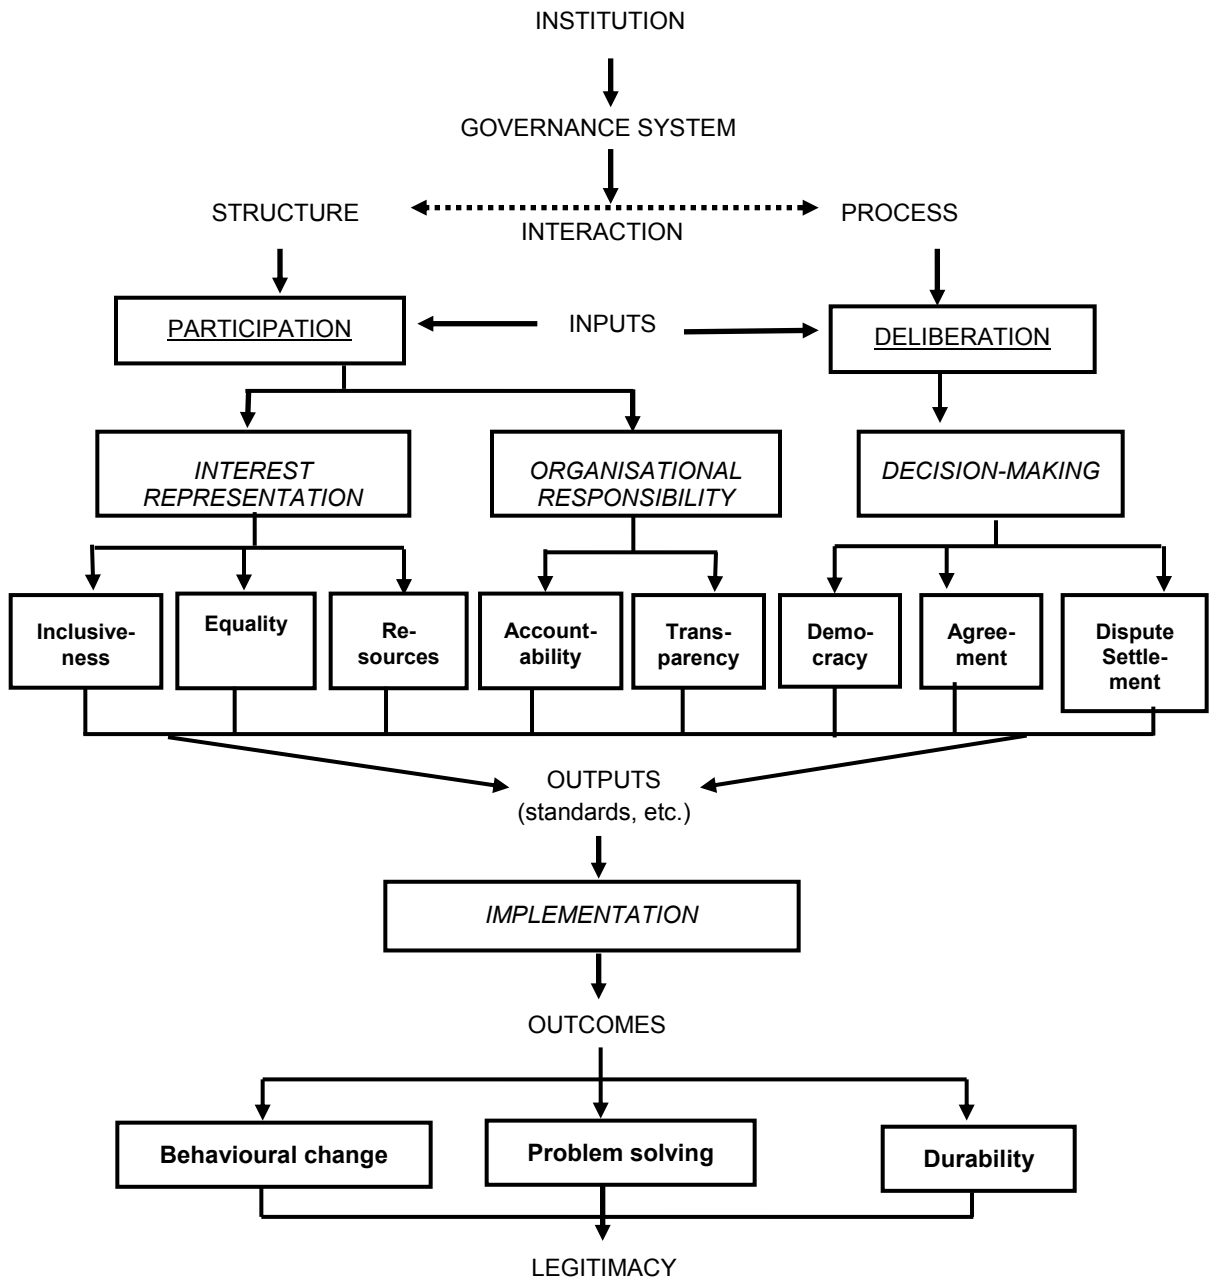 INSTITUTION
GOVERNANCE SYSTEM
STRUCTURE
INTERACTION
PROCESS
PARTICIPATION
INPUTS
DELIBERATION
INTEREST
REPRESENTATION
ORGANISATIONAL
RESPONSIBILITY
DECISION-MAKING
Inclusive-
ness
Equality
Re-
sources
Account-
ability
Trans-
parency
Demo-
cracy
Agree-
ment
Dispute
Settle-
ment
OUTPUTS
(standards, etc.)
IMPLEMENTATION
OUTCOMES
Behavioural change
Problem solving
Durability
LEGITIMACY